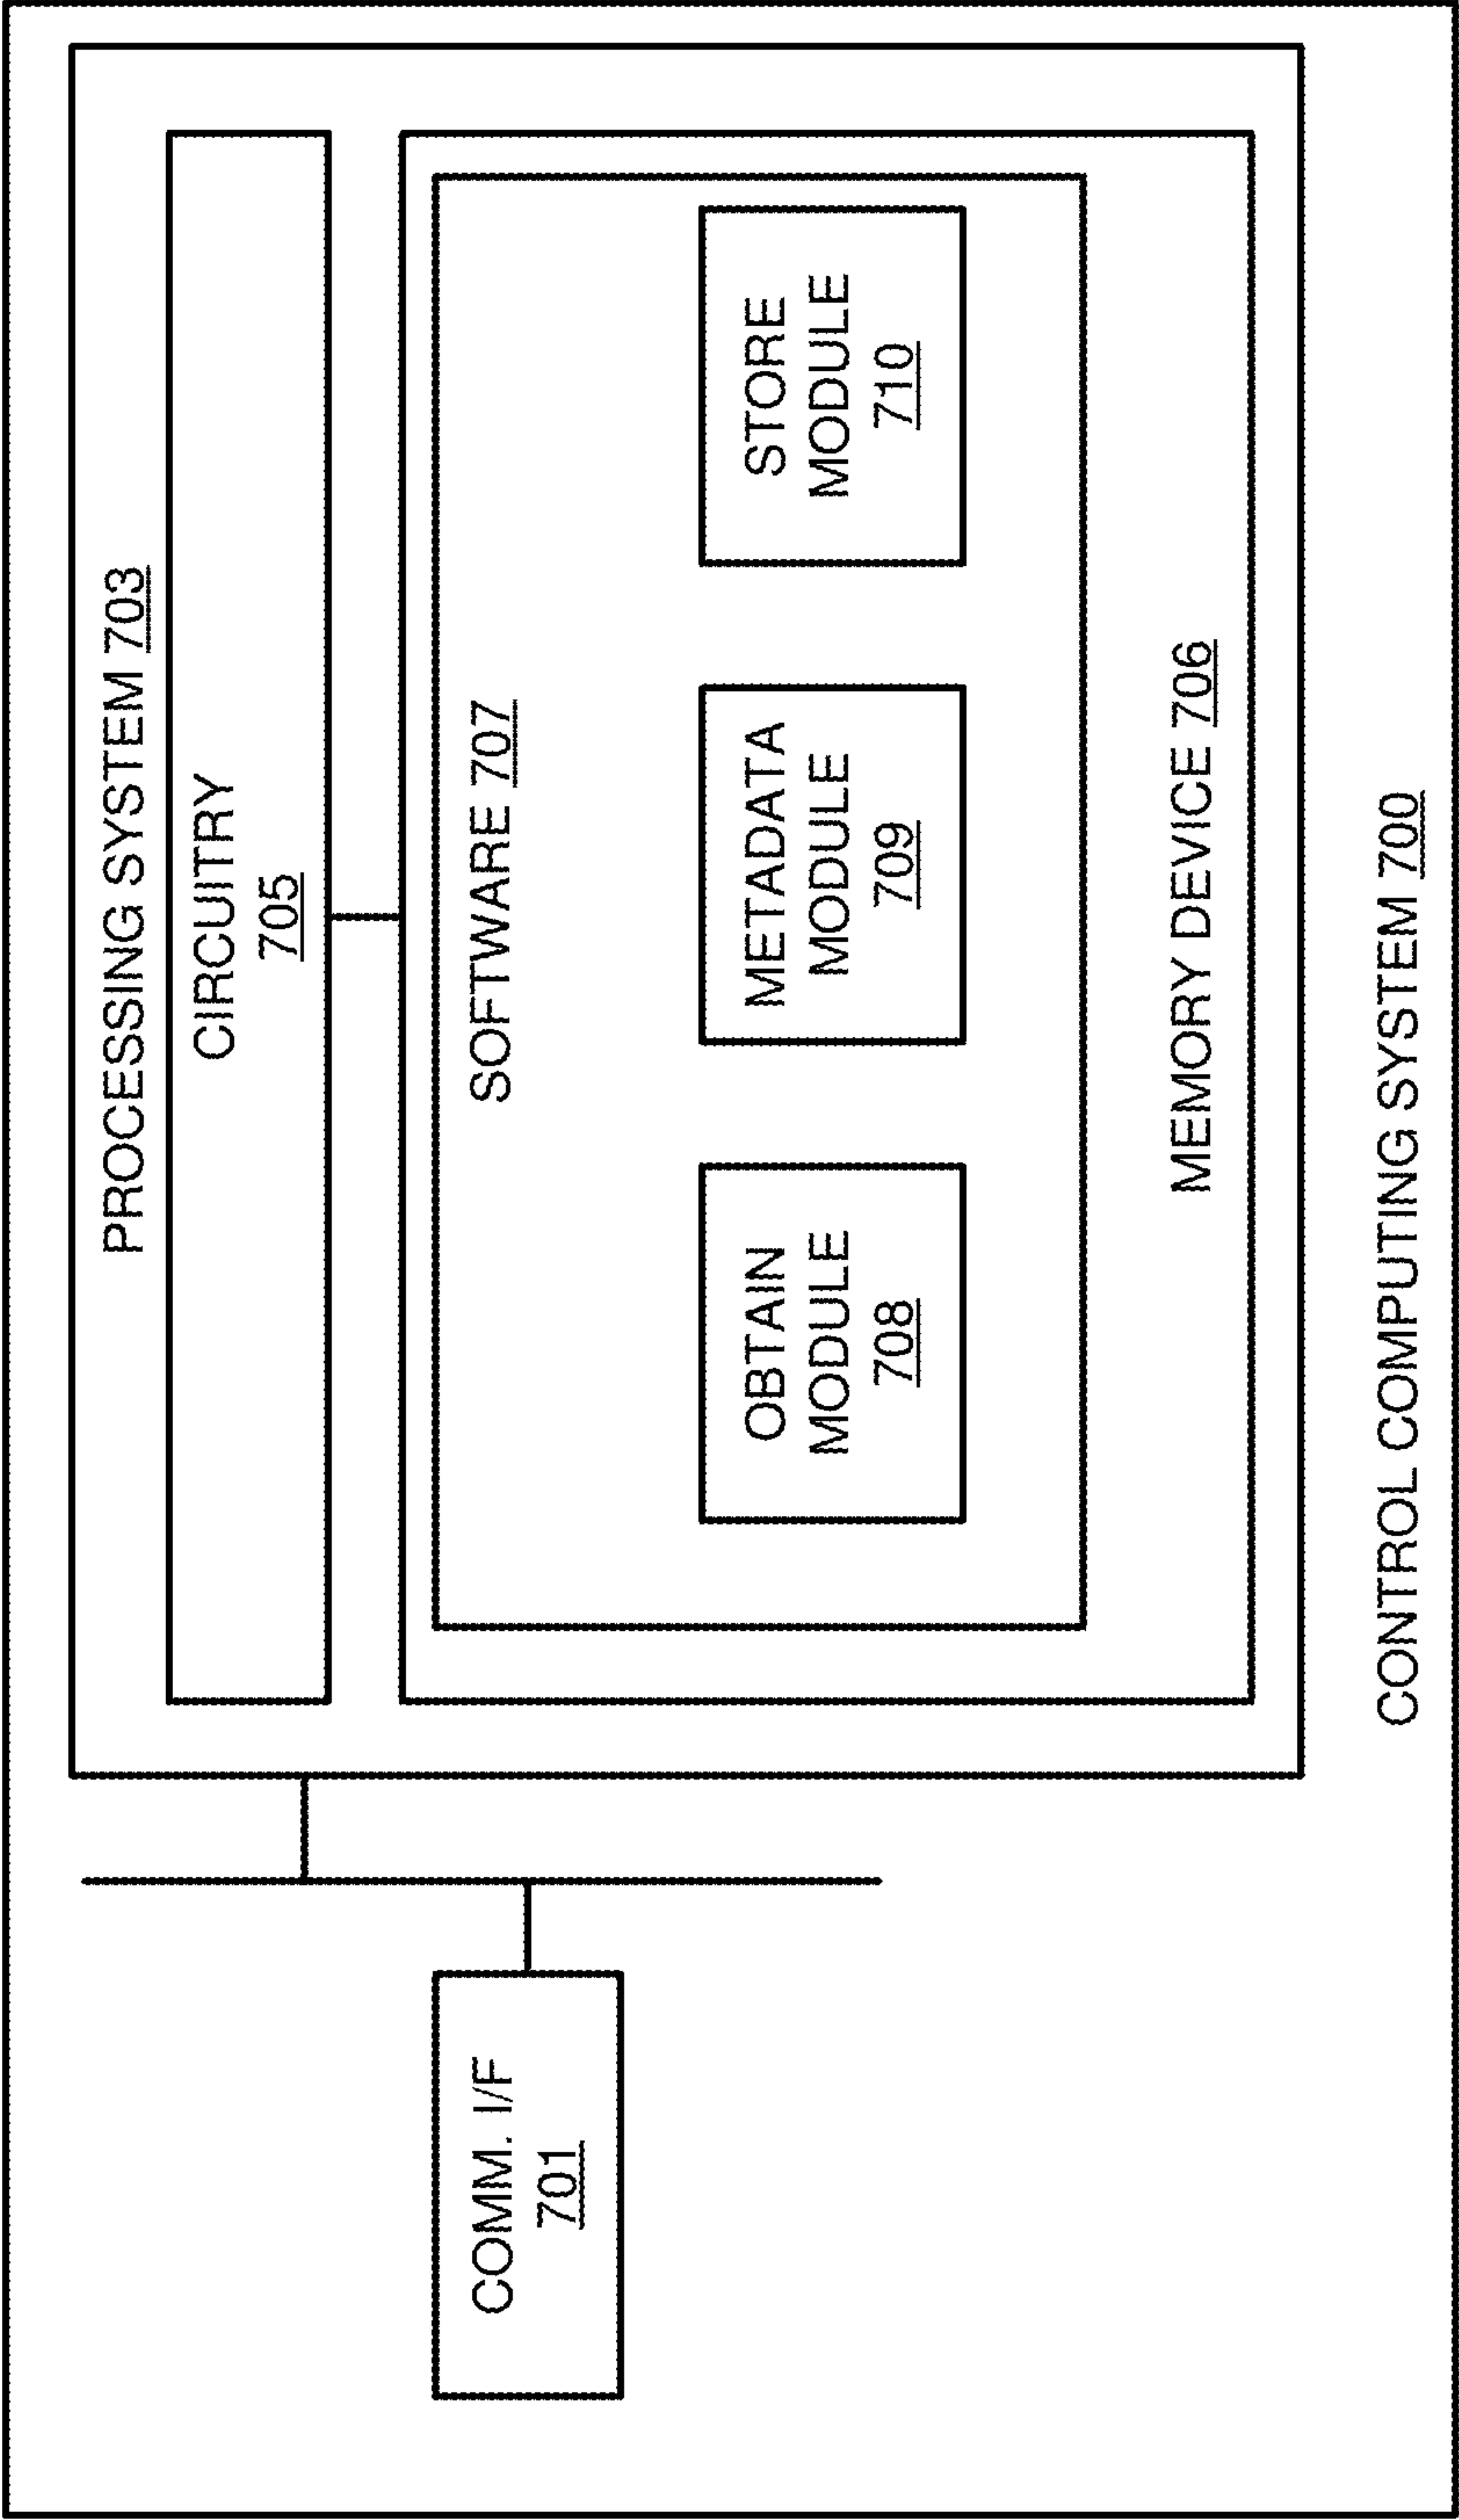 PROCESSING SYSTEM 703
CIRCUITRY
705
COMM. I/F
701
SOFTWARE 707
OBTAIN
MODULE
708
METADATA
MODULE
709
STORE
MODULE
710
MEMORY DEVICE 706
CONTROL COMPUTING SYSTEM 700